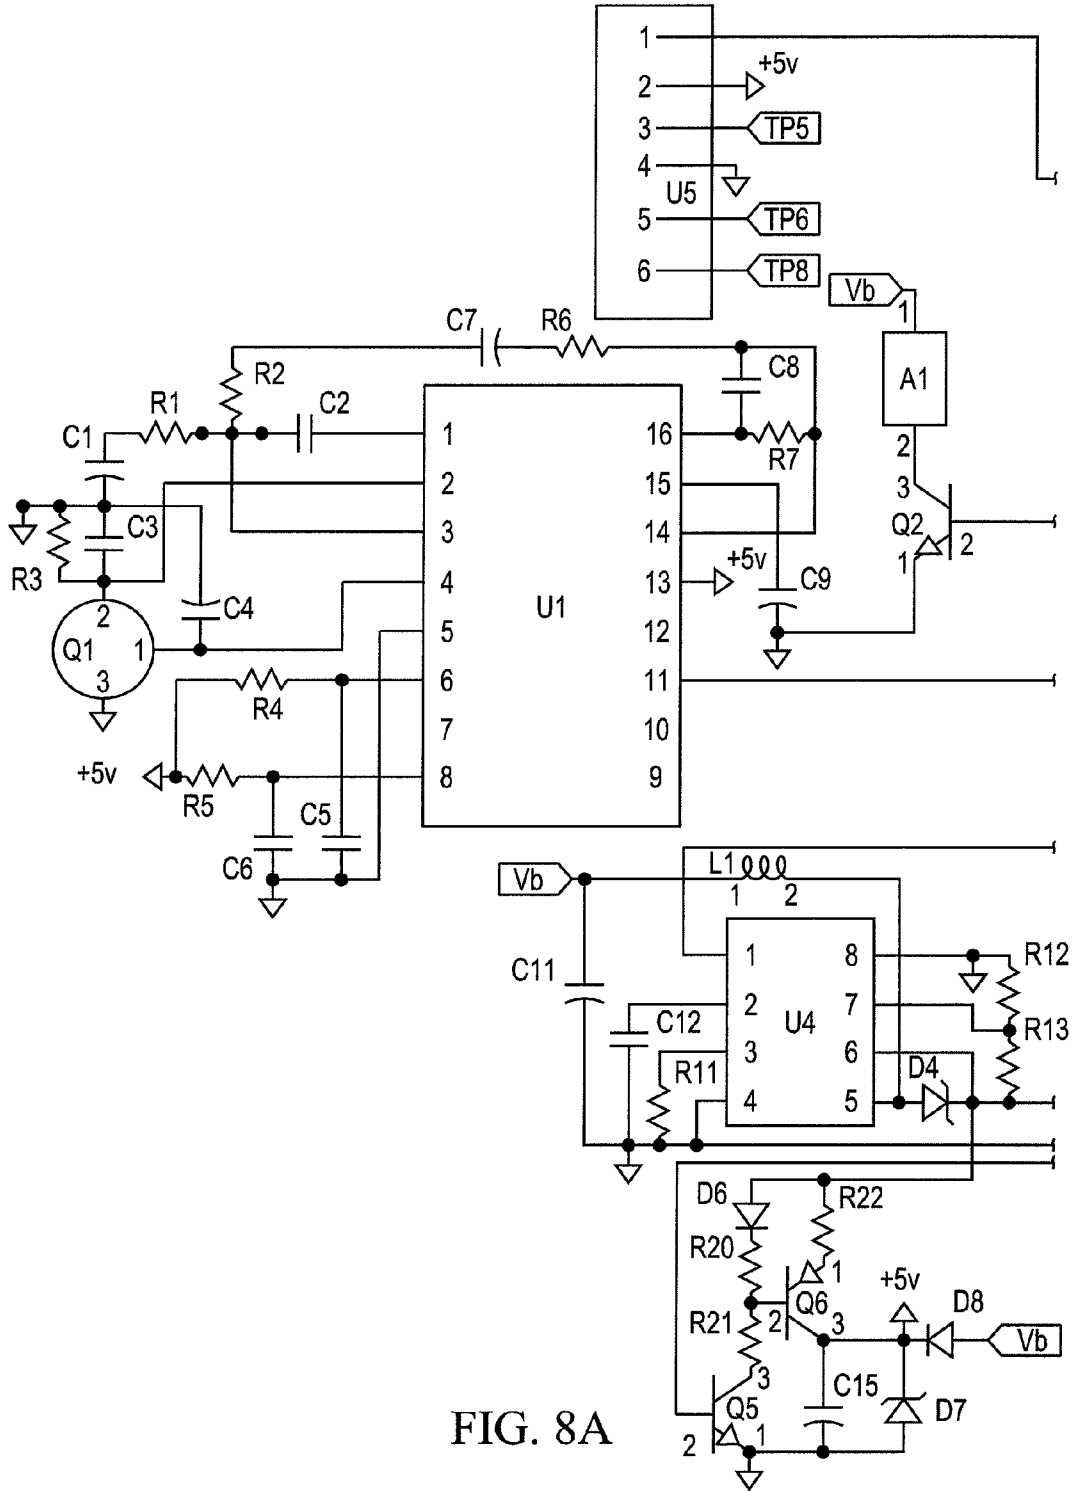 1
2 +5v
3 TP5
4
U5
5 TP6
6 TP8
Vb
1
C7 R6
A1
R2 C8
R1 C2
C1 1 16 R7
2
2 15 3
C3 3 14 Q2 2
R3 +5v 1
4 13 C9
2 C4 U1
Q1 1 5 12
3 6 11
R4
7 10
+5v R5 8 9
C5
C6
L1
Vb 1 2
1 8 R12
C11
2 7
C12 U4 R13
3 6
R11 D4
4 5
D6 R22
R20
1 +5v
Q6 D8
R21 2 3
Vb
3 C15
Q5 D7
2 1
FIG. 8A